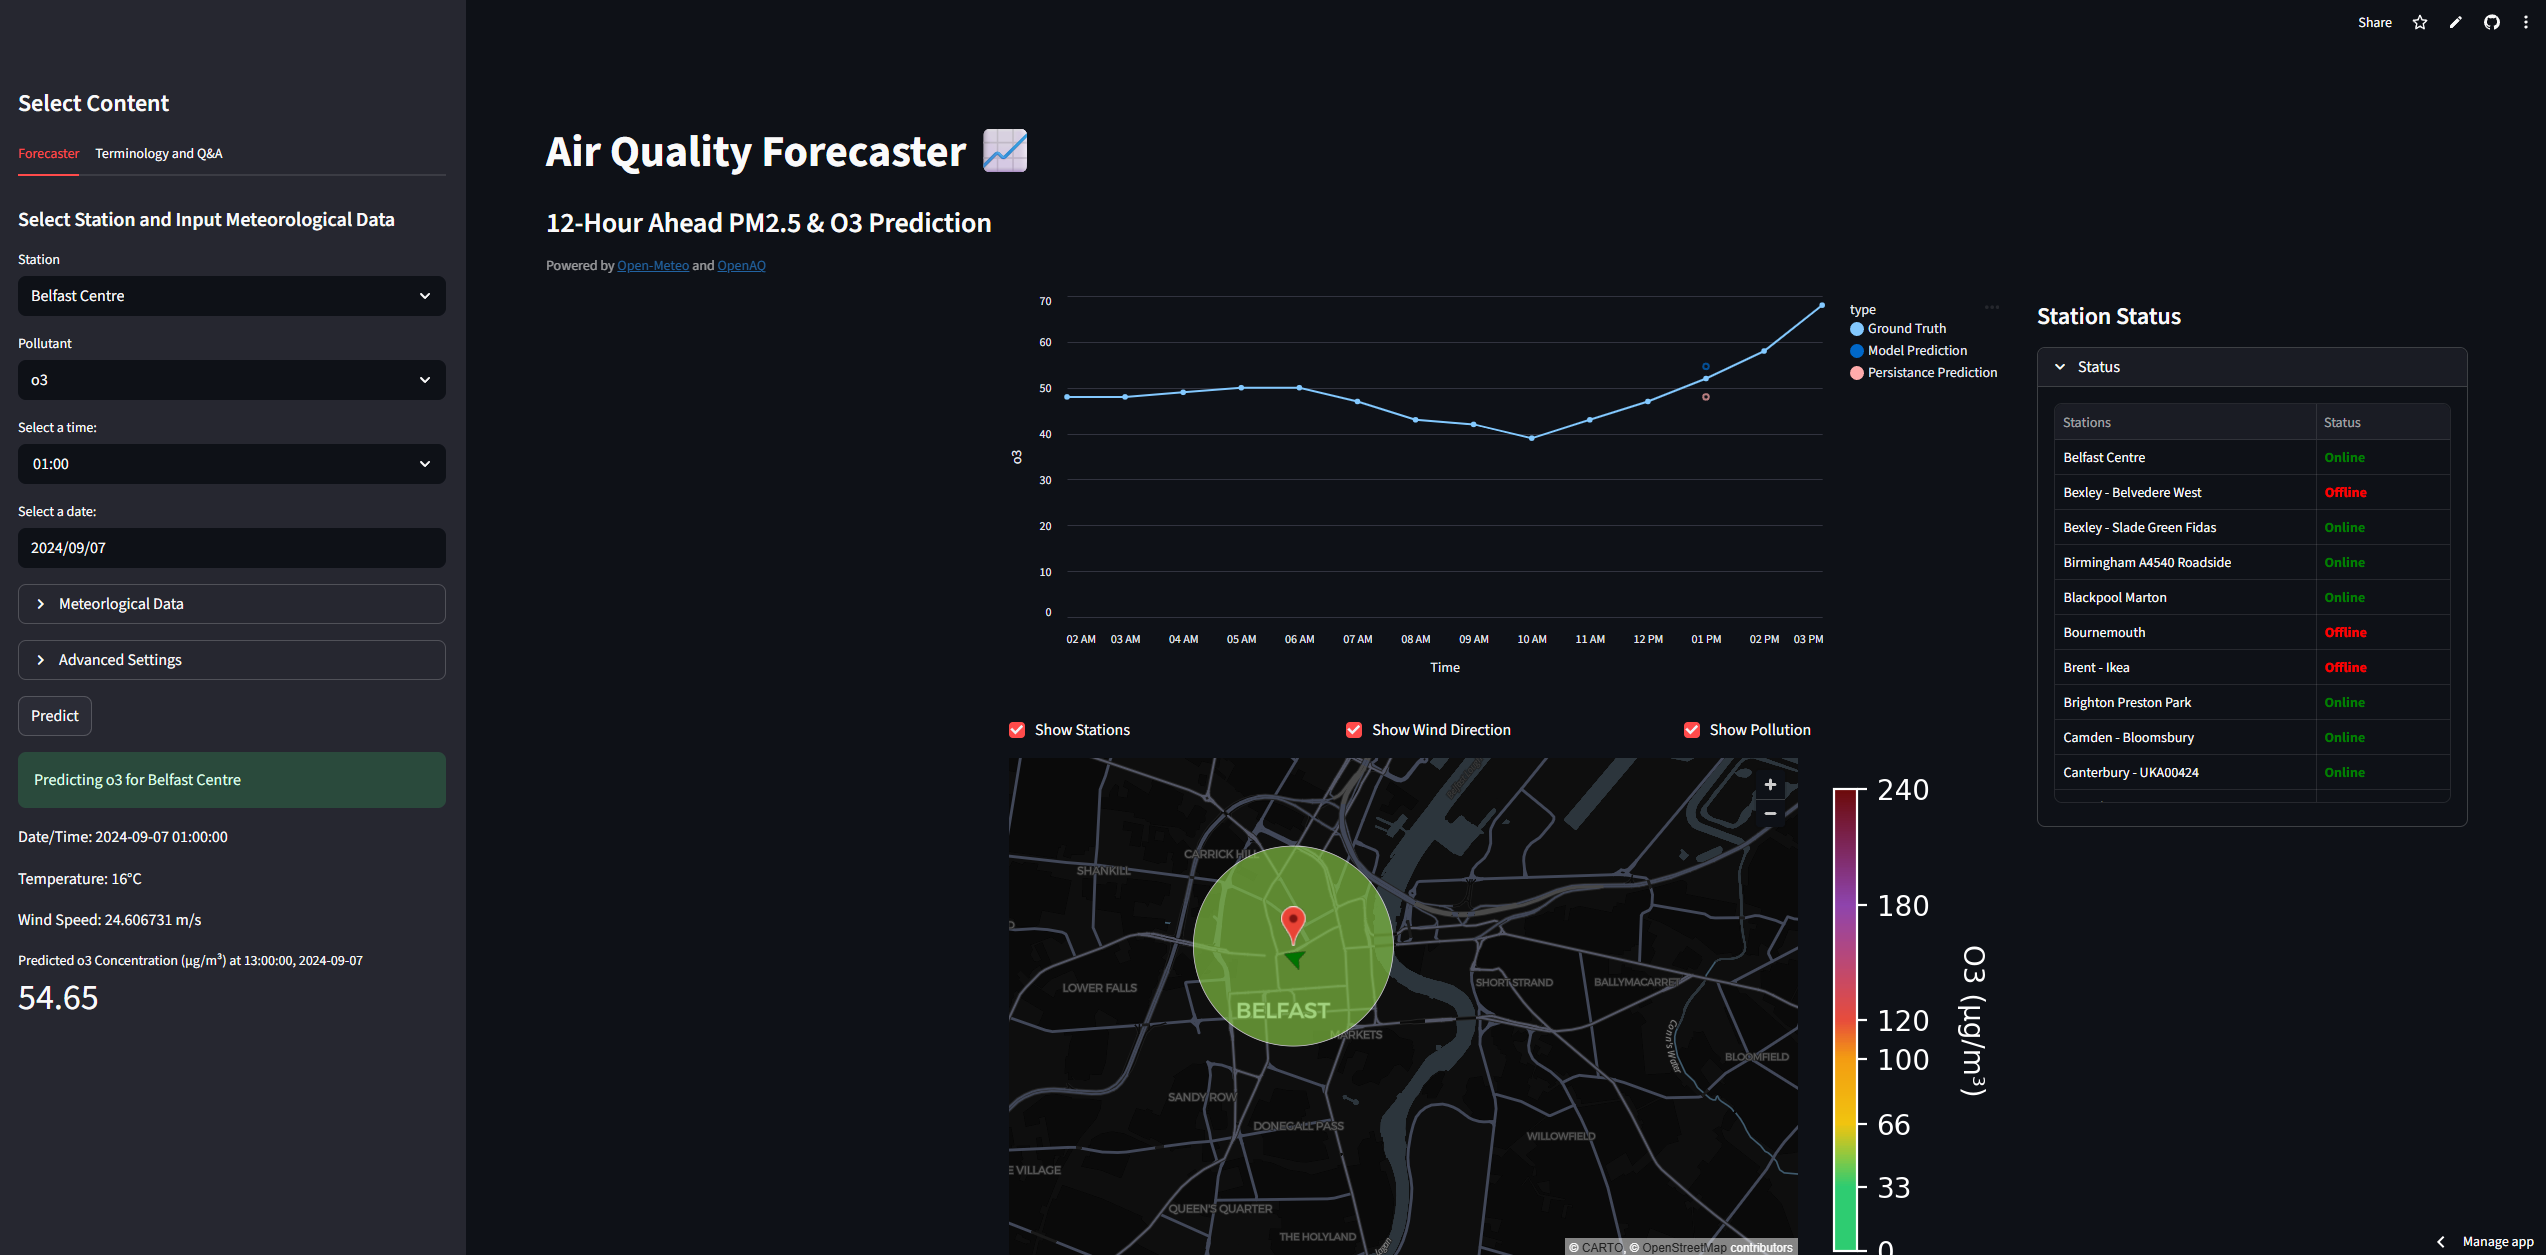 Share
Select Content
Forecaster
Terminology and Q&A
Select Station and Input Meteorological Data
Station
Belfast Centre
Pollutant
o3
Select a time:
01:00
Select a date:
2024/09/07
Meteorlogical Data
Advanced Settings
Predict
Predicting o3 for Belfast Centre
Date/Time: 2024-09-07 01:00:00
Temperature: 16°C
Wind Speed: 24.606731 m/s
Predicted o3 Concentration (µg/m³) at 13:00:00, 2024-09-07
54.65
Air Quality Forecaster
12-Hour Ahead PM2.5 & O3 Prediction
Powered by Open-Meteo and OpenAQ
70
60
50
40
30
20
10
0
o3
02 AM 03 AM 04 AM 05 AM 06 AM 07 AM 08 AM 09 AM 10 AM 11 AM 12 PM 01 PM 02 PM 03 PM
Time
type
Ground Truth
Model Prediction
Persistance Prediction
Show Stations
Show Wind Direction
Show Pollution
CARRICK HILL
SHANKILL
LOWER FALLS
BELFAST
MARKETS
SHORT STRAND
BALLYMACARRET
Conn's Water
BLOOMFIELD
SANDY ROW
DONEGALL PASS
WILLOWFIELD
E VILLAGE
QUEEN'S QUARTER
THE HOLYLAND
© CARTO, © OpenStreetMap contributors
240
180
120
100
66
33
0
O3 (µg/m³)
Station Status
Status
Stations Status
Belfast Centre Online
Bexley - Belvedere West Offline
Bexley - Slade Green Fidas Online
Birmingham A4540 Roadside Online
Blackpool Marton Online
Bournemouth Offline
Brent - Ikea Offline
Brighton Preston Park Online
Camden - Bloomsbury Online
Canterbury - UKA00424 Online
Manage app